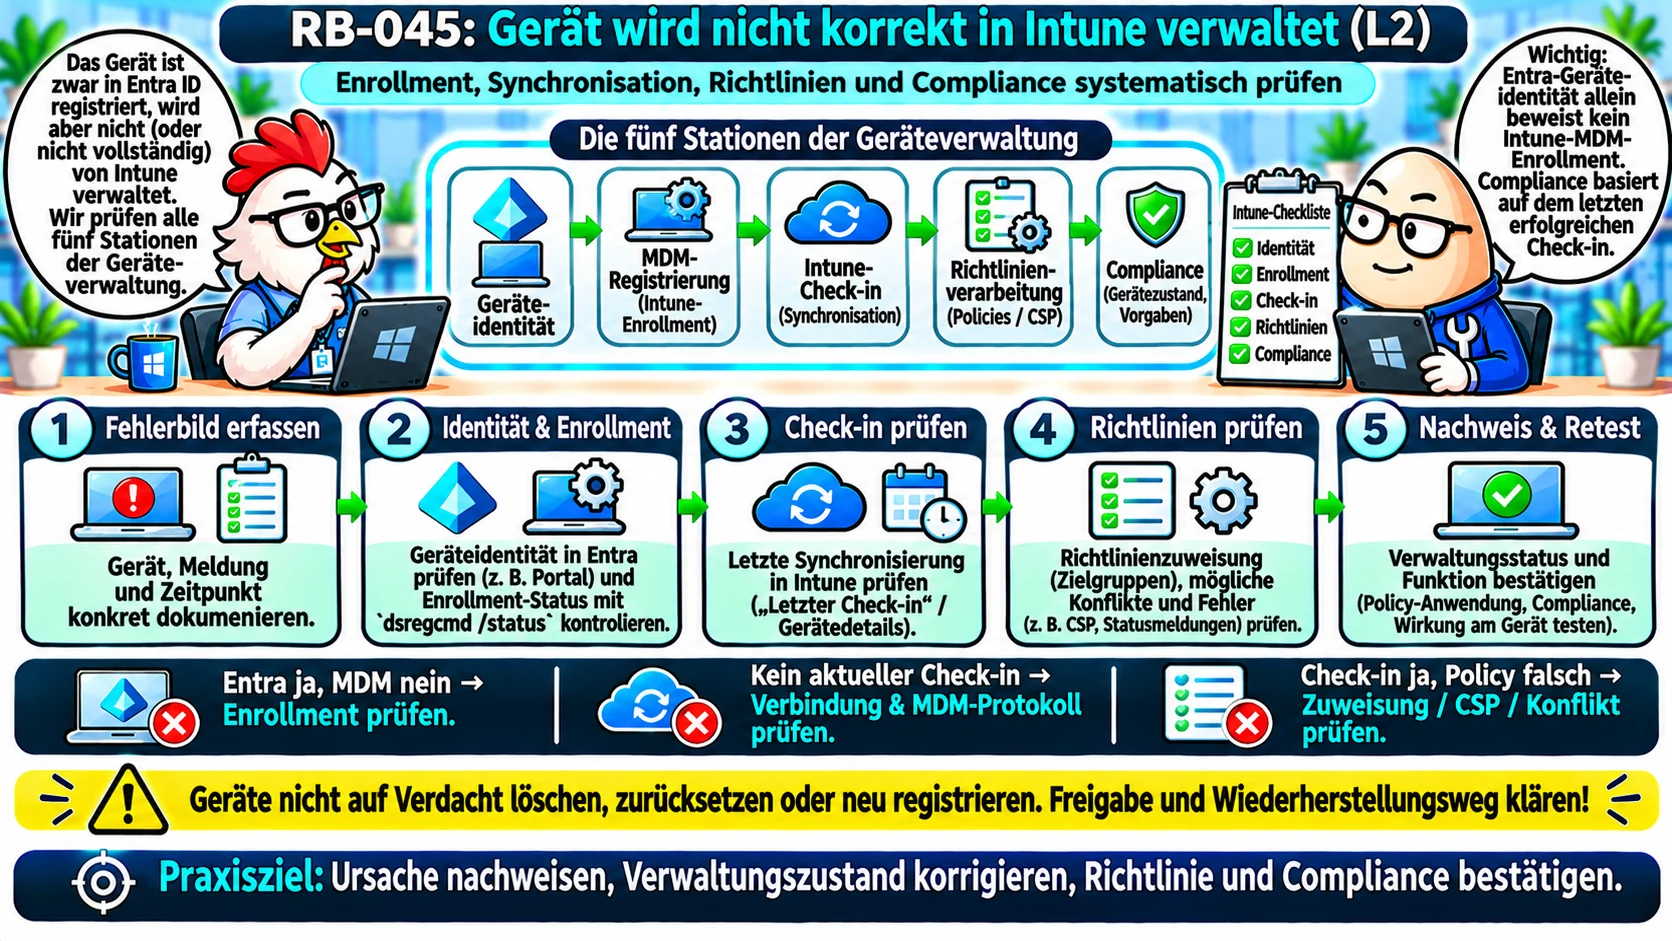 RB-045: Gerät wird nicht korrekt in Intune verwaltet (L2)
Enrollment, Synchronisation, Richtlinien und Compliance systematisch prüfen
Das Gerät ist
zwar in Entra ID
registriert, wird
aber nicht (oder
nicht vollständig)
von Intune
verwaltet.
Wir prüfen alle
fünf Stationen
der Geräte-
verwaltung.
Die fünf Stationen der Geräteverwaltung
Geräte-
identität
MDM-
Registrierung
(Intune-
Enrollment)
Intune-
Check-in
(Synchronisation)
Richtlinien-
verarbeitung
(Policies / CSP)
Compliance
(Gerätezustand,
Vorgaben)
Intune-Checkliste
Identität
Enrollment
Check-in
Richtlinien
Compliance
Wichtig:
Entra-Geräte-
identität allein
beweist kein
Intune-MDM-
Enrollment.
Compliance basiert
auf dem letzten
erfolgreichen
Check-in.
1 Fehlerbild erfassen
Gerät, Meldung
und Zeitpunkt
konkret dokumenieren.
2 Identität & Enrollment
Geräteidentität in Entra
prüfen (z. B. Portal) und
Enrollment-Status mit
`dsregcmd /status` kontrolieren.
3 Check-in prüfen
Letzte Synchronisierung
in Intune prüfen
(„Letzter Check-in“ /
Gerätedetails).
4 Richtlinien prüfen
Richtlinienzuweisung
(Zielgruppen), mögliche
Konflikte und Fehler
(z. B. CSP, Statusmeldungen) prüfen.
5 Nachweis & Retest
Verwaltungsstatus und
Funktion bestätigen
(Policy-Anwendung, Compliance,
Wirkung am Gerät testen).
Entra ja, MDM nein →
Enrollment prüfen.
Kein aktueller Check-in →
Verbindung & MDM-Protokoll
prüfen.
Check-in ja, Policy falsch →
Zuweisung / CSP / Konflikt
prüfen.
Geräte nicht auf Verdacht löschen, zurücksetzen oder neu registrieren. Freigabe und Wiederherstellungsweg klären!
Praxisziel: Ursache nachweisen, Verwaltungszustand korrigieren, Richtlinie und Compliance bestätigen.